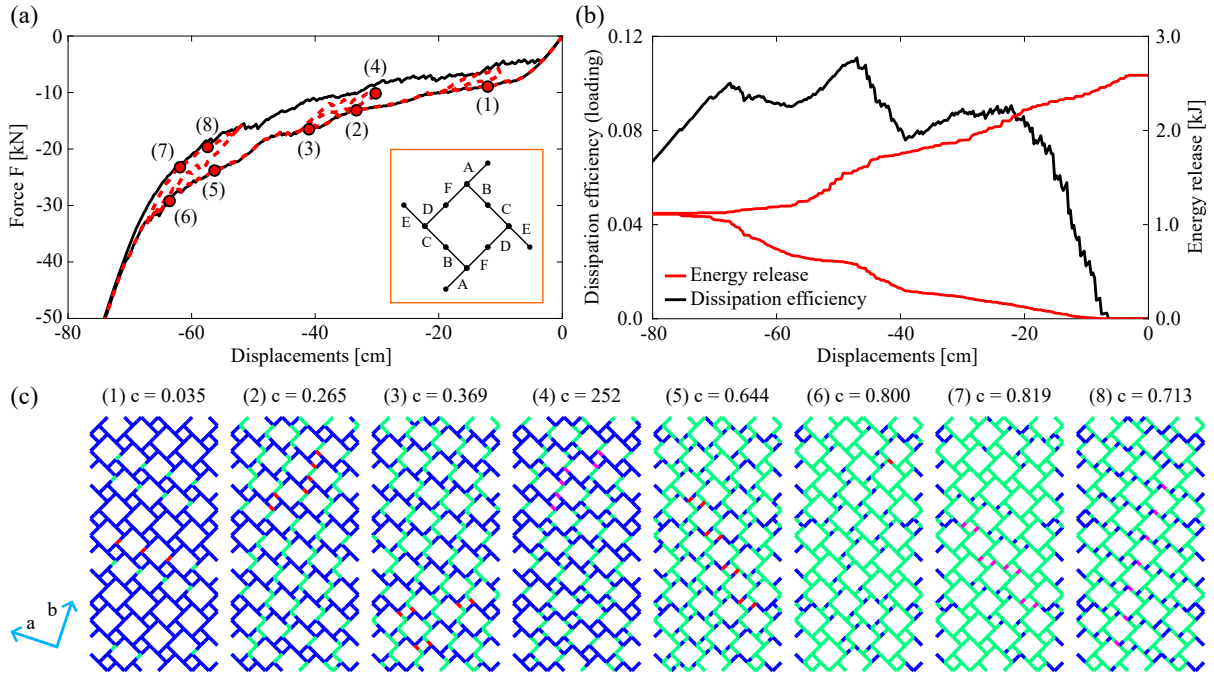 (a)
0
-10
-20
-30
-40
-50
Force F [kN]
-80
-60
-40
-20
0
Displacements [cm]
(1)
(2)
(3)
(4)
(5)
(6)
(7)
(8)
A
F B
D C
E E
C D
B F
A
(b)
0.12
0.08
0.04
0.0
Dissipation efficiency (loading)
3.0
2.0
1.0
0.0
Energy release [kJ]
-80
-60
-40
-20
0
Displacements [cm]
Energy release
Dissipation efficiency
(c)
(1) c = 0.035
(2) c = 0.265
(3) c = 0.369
(4) c = 252
(5) c = 0.644
(6) c = 0.800
(7) c = 0.819
(8) c = 0.713
b
a